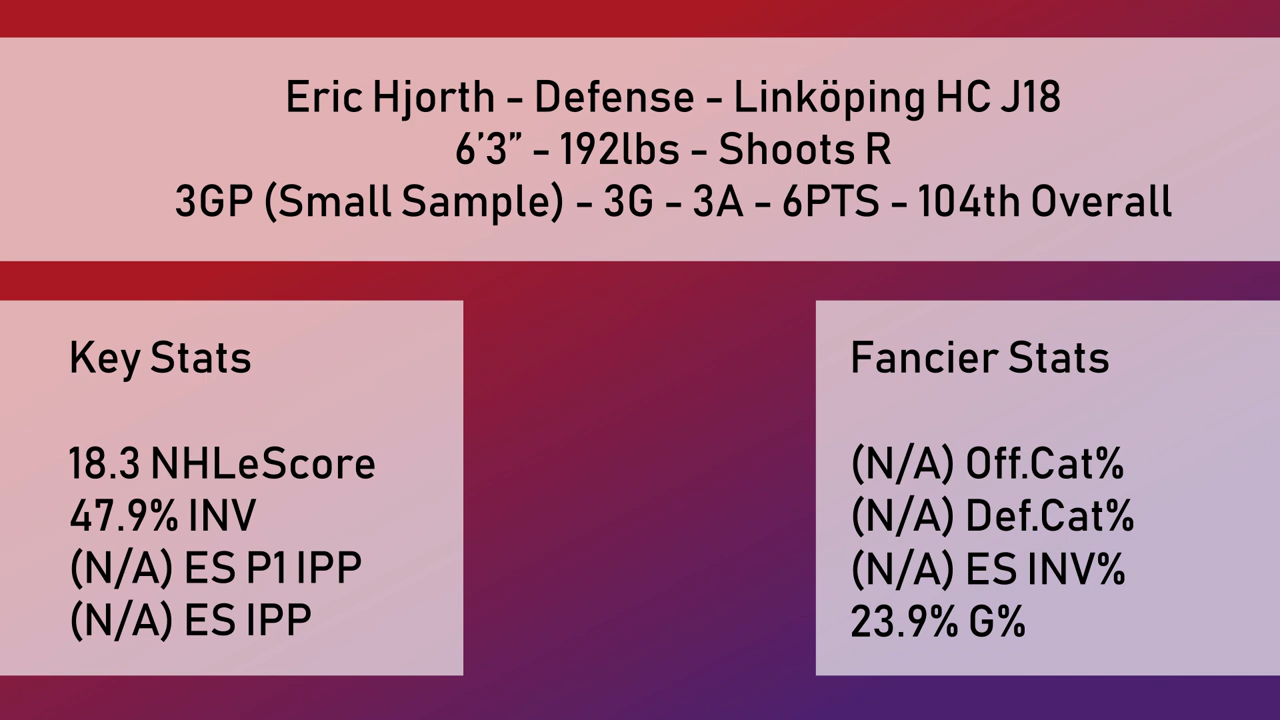 Eric Hjorth - Defense - Linköping HC J18
6’3” - 192lbs - Shoots R
3GP (Small Sample) - 3G - 3A - 6PTS - 104th Overall
Key Stats
18.3 NHLeScore
47.9% INV
(N/A) ES P1 IPP
(N/A) ES IPP
Fancier Stats
(N/A) Off.Cat%
(N/A) Def.Cat%
(N/A) ES INV%
23.9% G%